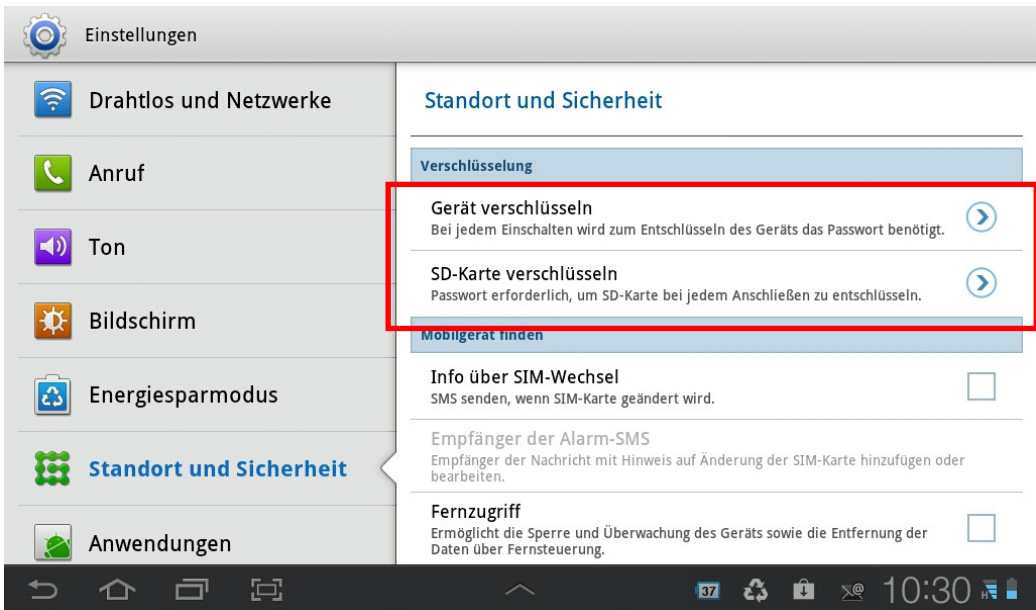 Einstellungen
Drahtlos und Netzwerke
Anruf
Ton
Bildschirm
Energiesparmodus
Standort und Sicherheit
Anwendungen
Standort und Sicherheit
Verschlüsselung
Gerät verschlüsseln
Bei jedem Einschalten wird zum Entschlüsseln des Geräts das Passwort benötigt.
SD-Karte verschlüsseln
Passwort erforderlich, um SD-Karte bei jedem Anschließen zu entschlüsseln.
Mobilgerät finden
Info über SIM-Wechsel
SMS senden, wenn SIM-Karte geändert wird.
Empfänger der Alarm-SMS
Empfänger der Nachricht mit Hinweis auf Änderung der SIM-Karte hinzufügen oder
bearbeiten.
Fernzugriff
Ermöglicht die Sperre und Überwachung des Geräts sowie die Entfernung der
Daten über Fernsteuerung.
37 10:30 H